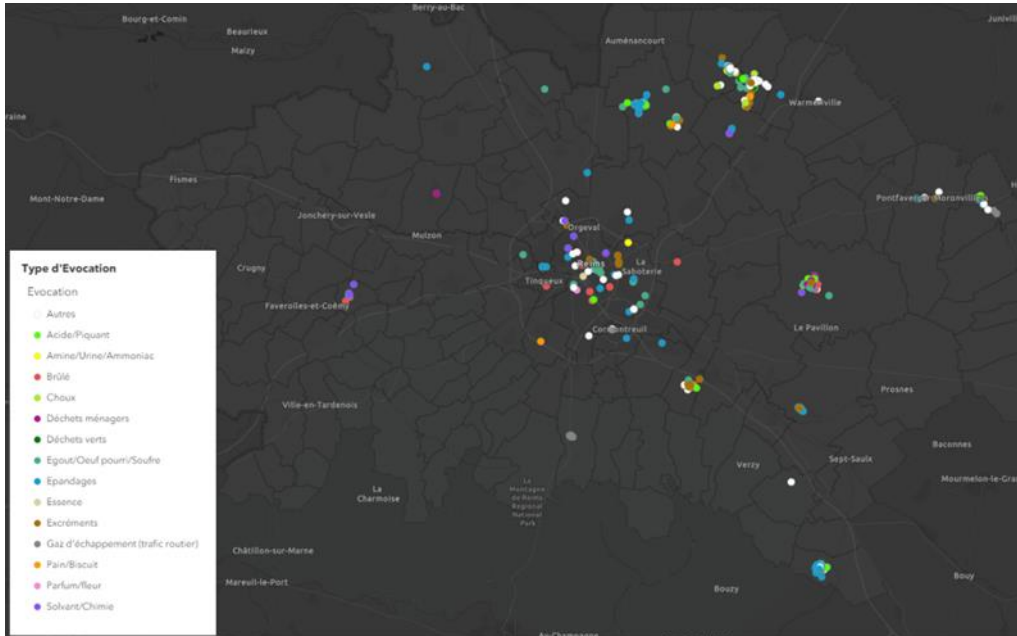 Berry-au-Bac
Bourg-et-Comin
Juniville
Beaurieux
Auménancourt
Maizy
Warmeriville
raine
Fismes
Mont-Notre-Dame
Pontfaverger-Moronvilliers
H
Jonchery-sur-Vesle
Muizon
Orgeval
Reims
La
Saboterie
Crugny
Tinqueux
Faverolles-et-Coëmy
Cormontreuil
Le Pavillon
Ville-en-Tardenois
Prosnes
Baconnes
Verzy
Sept-Saulx
Mourmelon-le-Gran
La
Charmoise
La
Montagne
de Reims
Regional
National
Park
Châtillon-sur-Marne
Mareuil-le-Port
Bouzy
Bouy
Type d'Evocation
Evocation
Autres
Acide/Piquant
Amine/Urine/Ammoniac
Brûlé
Choux
Déchets ménagers
Déchets verts
Egout/Oeuf pourri/Soufre
Epandages
Essence
Excréments
Gaz d'échappement (trafic routier)
Pain/Biscuit
Parfum/fleur
Solvant/Chimie